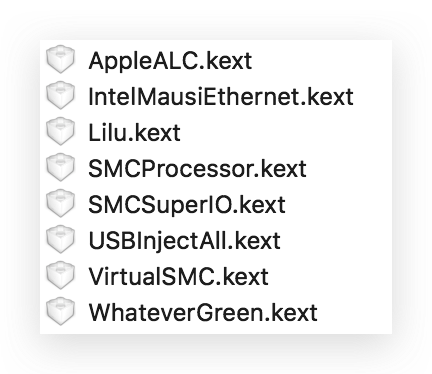 AppleALC.kext
IntelMausiEthernet.kext
Lilu.kext
SMCProcessor.kext
SMCSuperIO.kext
USBInjectAll.kext
VirtualSMC.kext
WhateverGreen.kext